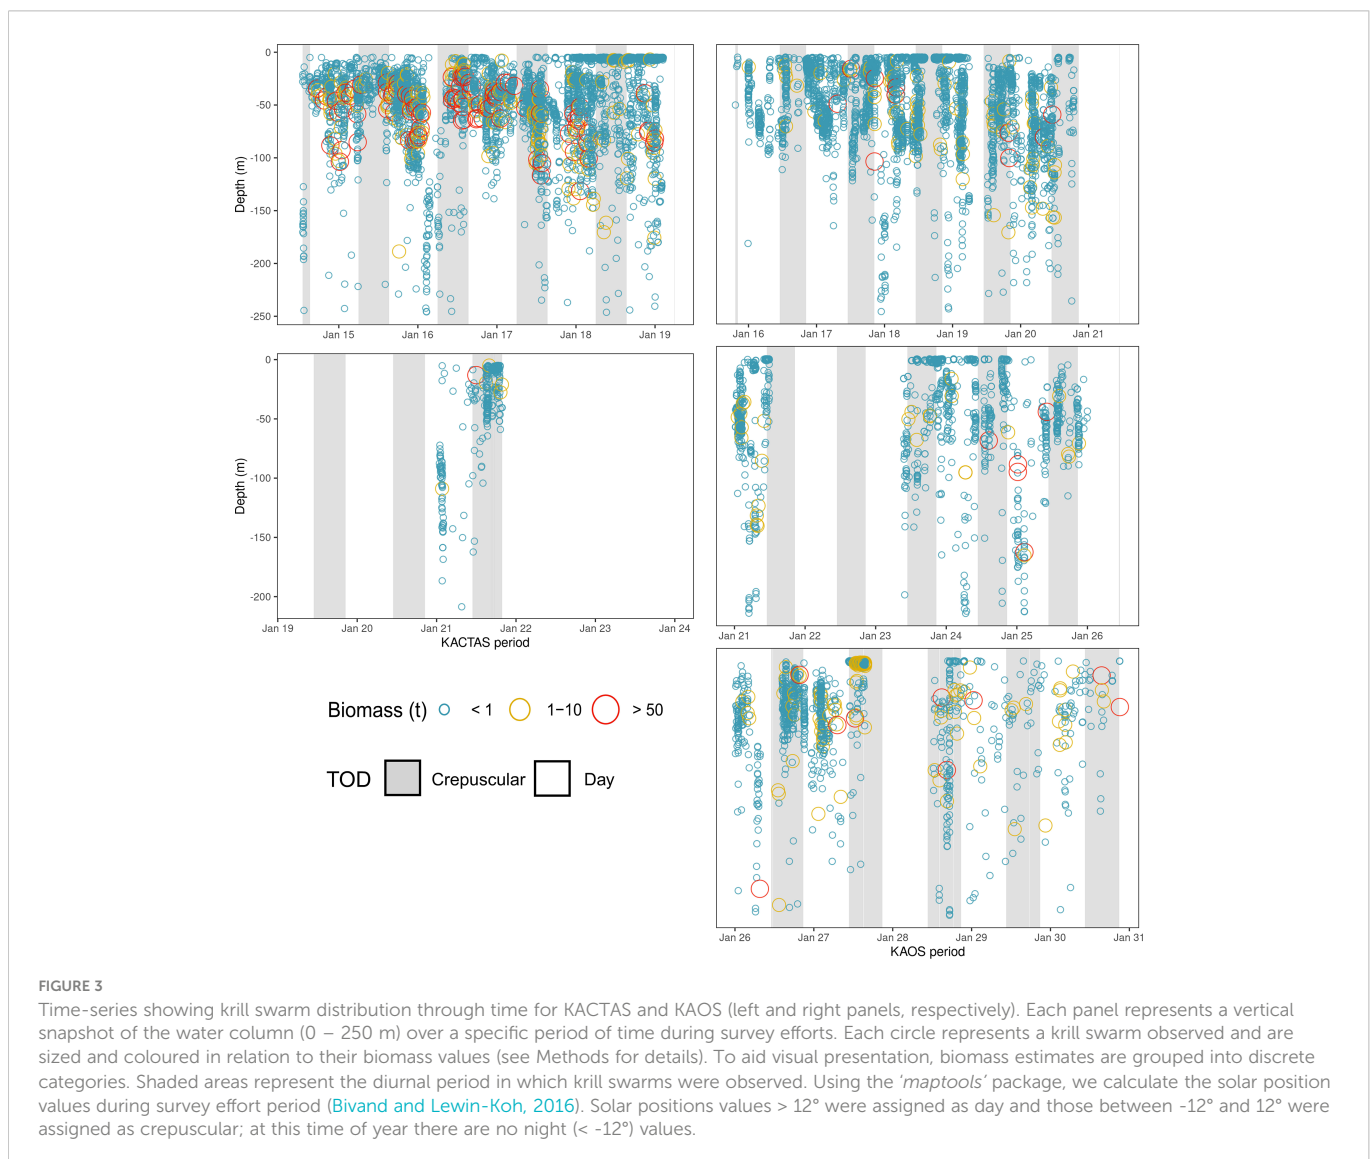 0
-50
-100
-150
-200
-250
Depth (m)
Jan 15 Jan 16 Jan 17 Jan 18 Jan 19
Jan 16 Jan 17 Jan 18 Jan 19 Jan 20 Jan 21
0
-50
-100
-150
-200
Depth (m)
Jan 19 Jan 20 Jan 21 Jan 22 Jan 23 Jan 24
KACTAS period
Jan 21 Jan 22 Jan 23 Jan 24 Jan 25 Jan 26
Biomass (t) < 1 1−10 > 50
TOD Crepuscular Day
Jan 26 Jan 27 Jan 28 Jan 29 Jan 30 Jan 31
KAOS period
FIGURE 3
Time-series showing krill swarm distribution through time for KACTAS and KAOS (left and right panels, respectively). Each panel represents a vertical
snapshot of the water column (0 – 250 m) over a specific period of time during survey efforts. Each circle represents a krill swarm observed and are
sized and coloured in relation to their biomass values (see Methods for details). To aid visual presentation, biomass estimates are grouped into discrete
categories. Shaded areas represent the diurnal period in which krill swarms were observed. Using the ‘maptools’ package, we calculate the solar position
values during survey effort period (Bivand and Lewin-Koh, 2016). Solar positions values > 12° were assigned as day and those between -12° and 12° were
assigned as crepuscular; at this time of year there are no night (< -12°) values.